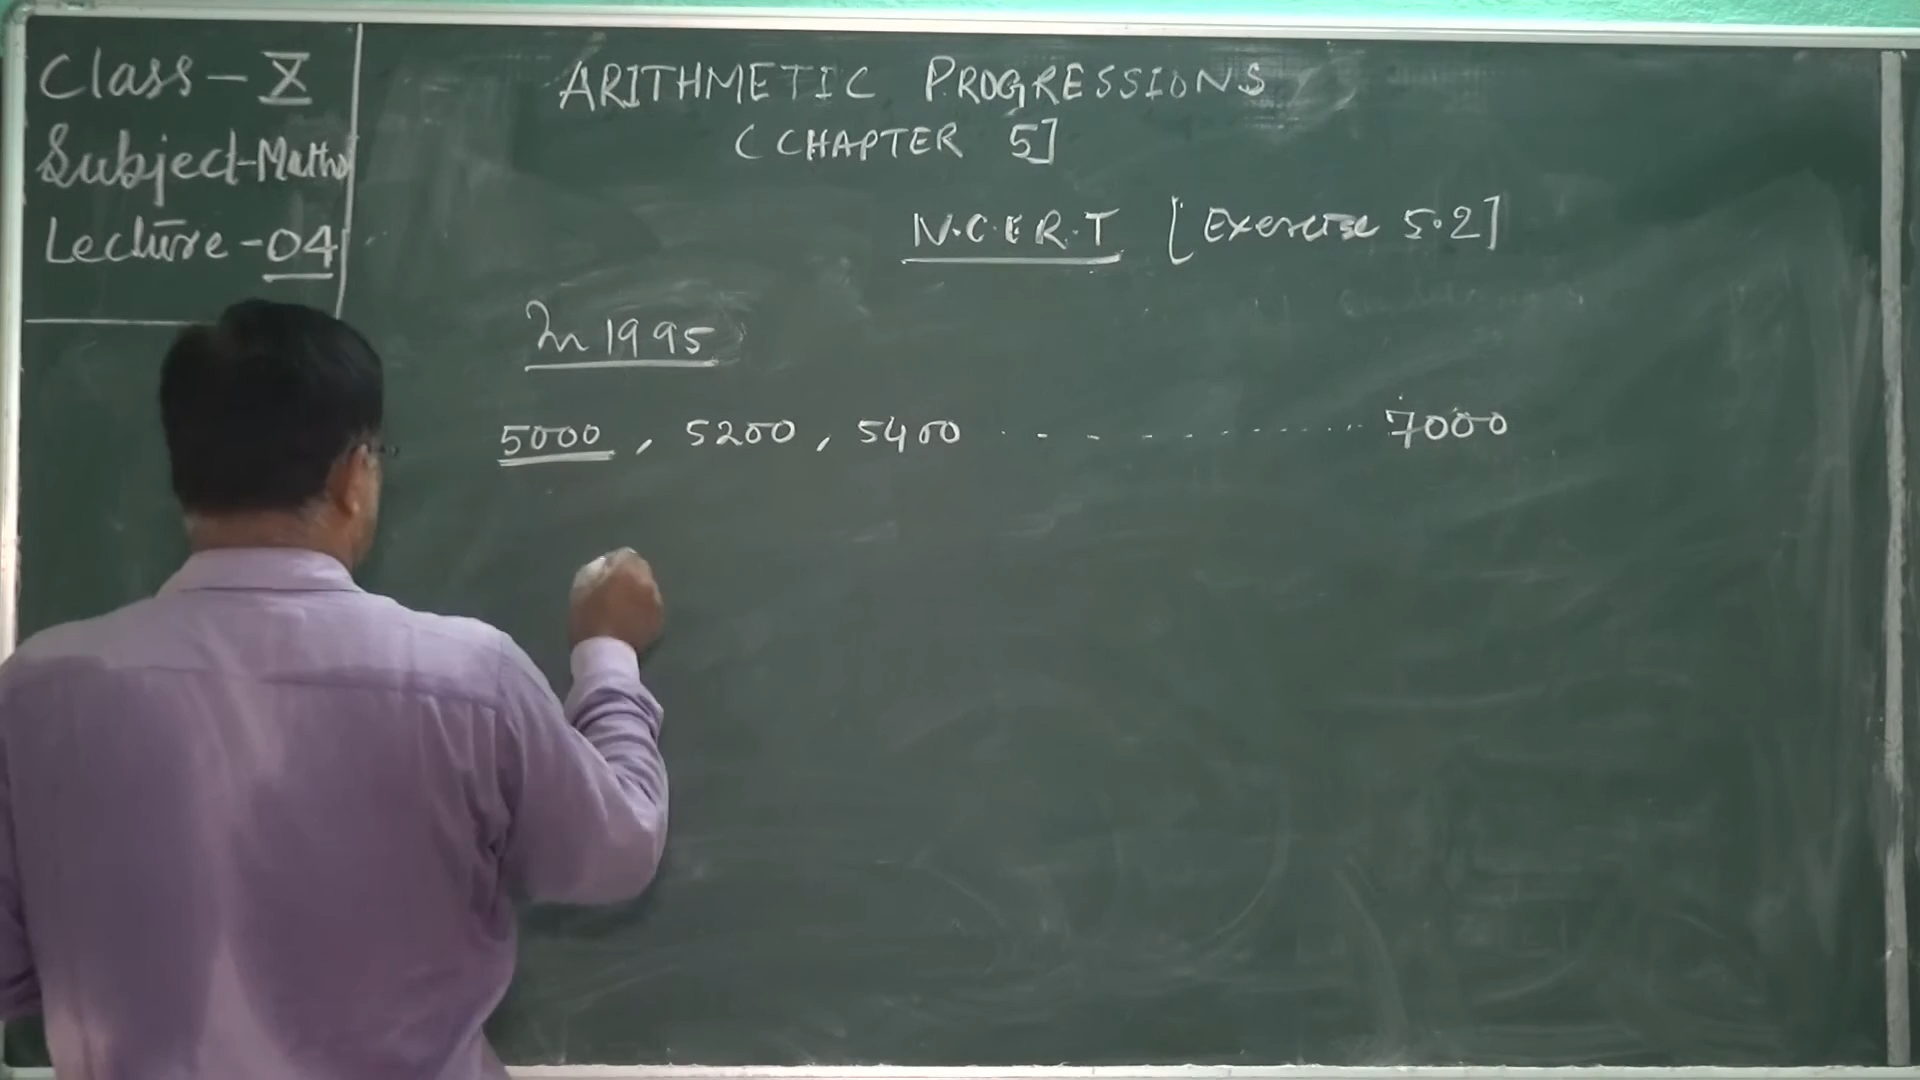 Class - X
Subject - Maths
Lecture - 04
ARITHMETIC PROGRESSIONS
(CHAPTER 5]
N.C.E.R.T [Exercise 5.2]
In 1995
5000, 5200, 5400 .............. 7000